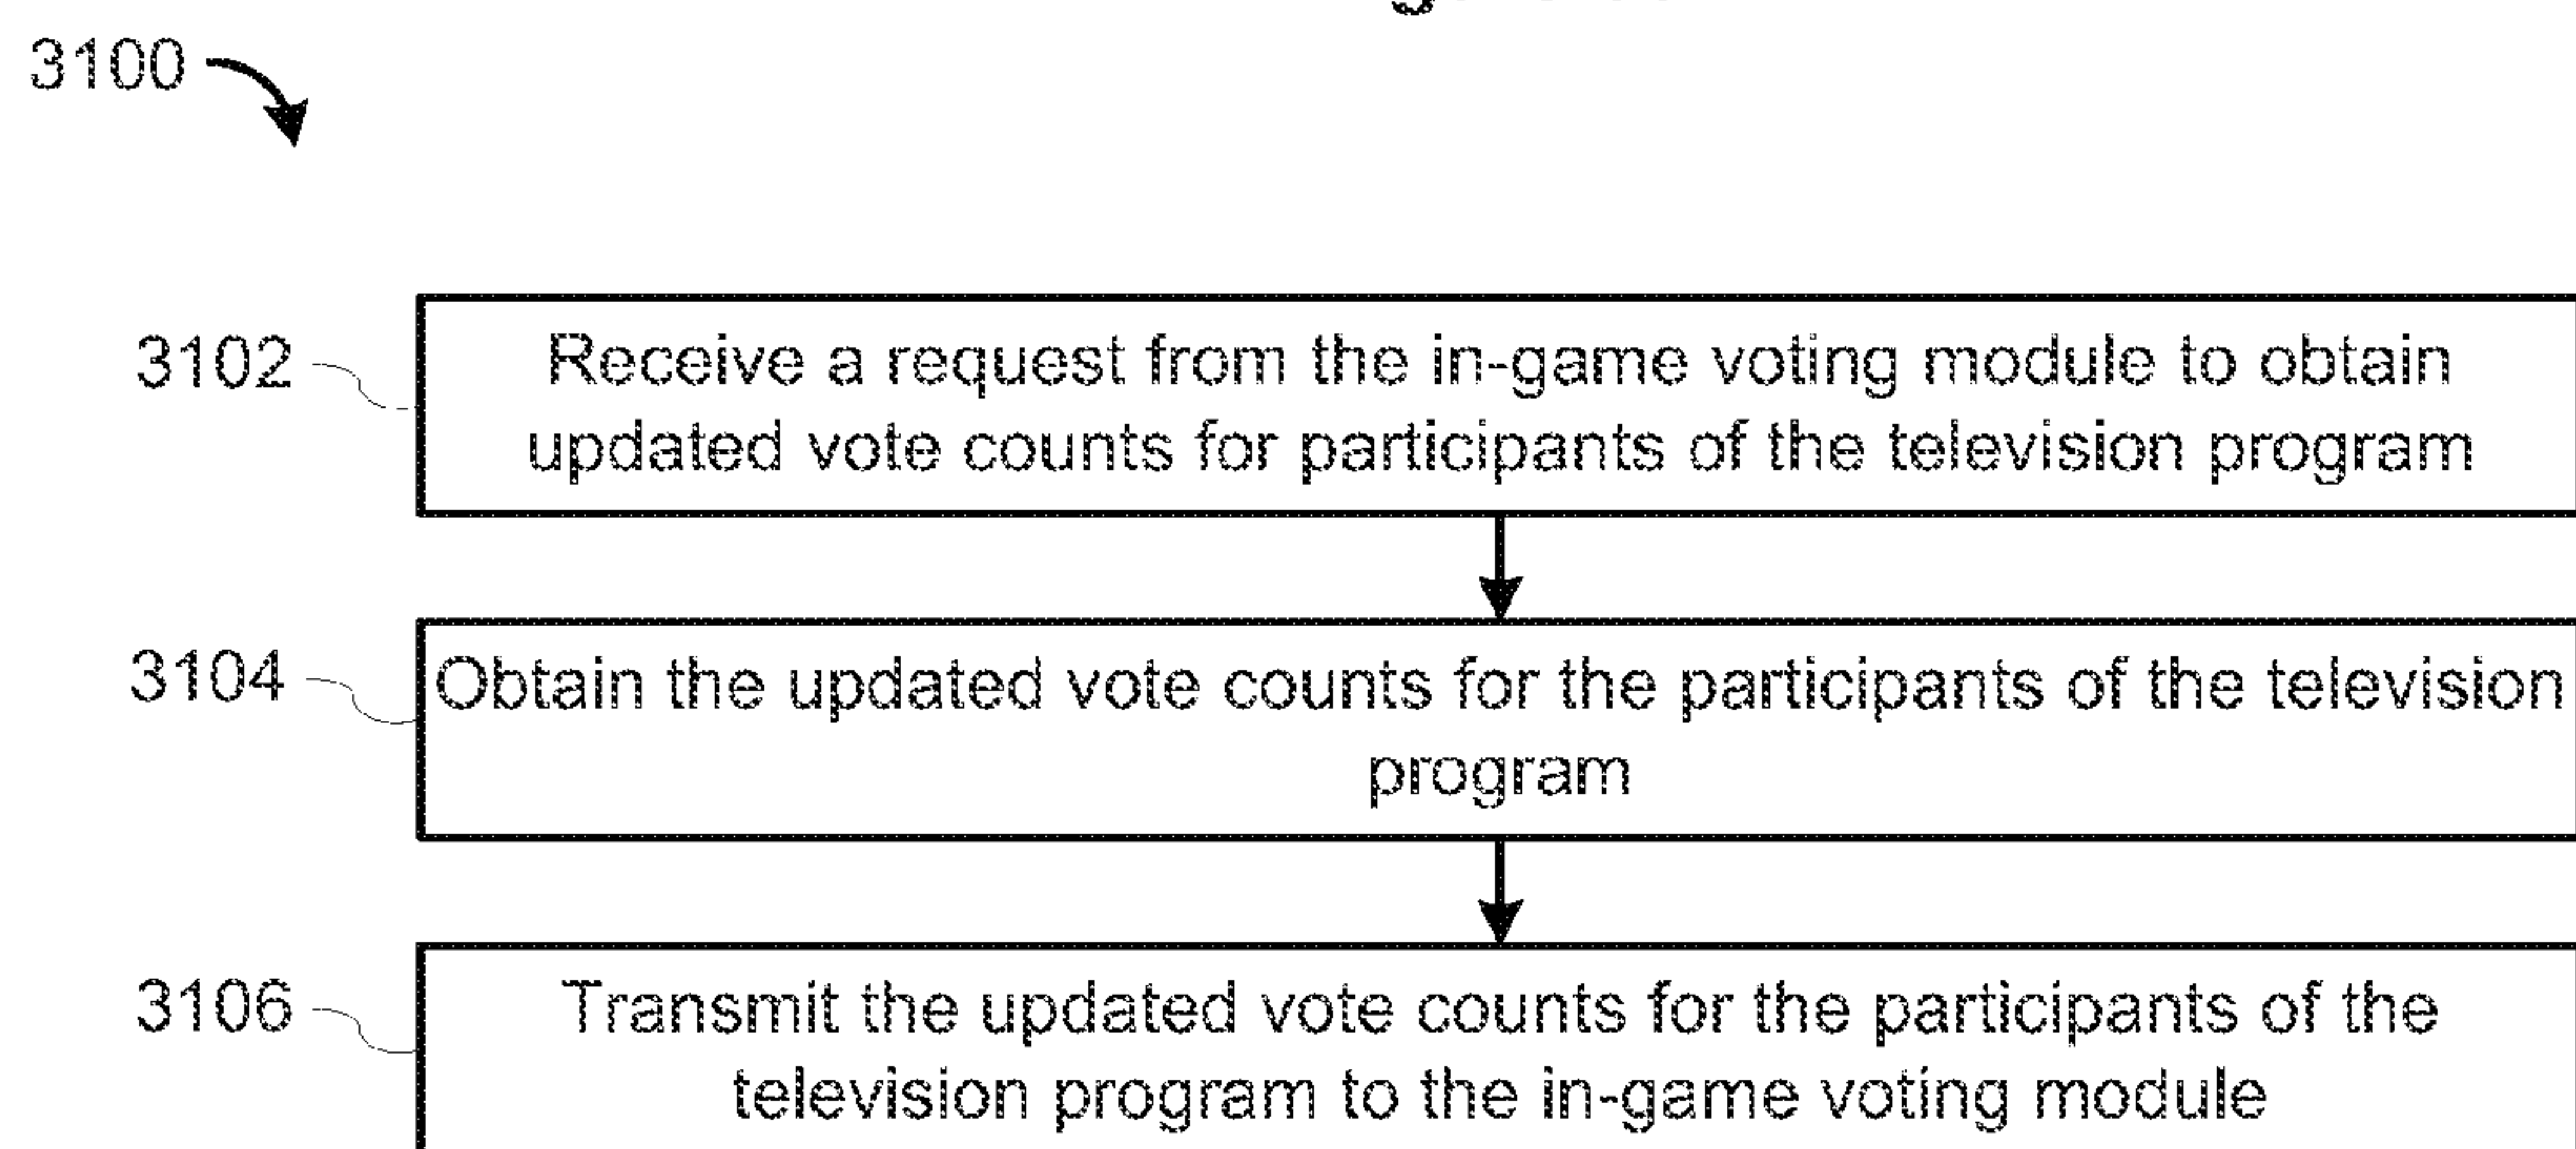 3100
3102
Receive a request from the in-game voting module to obtain
updated vote counts for participants of the television program
3104
Obtain the updated vote counts for the participants of the television
program
3106
Transmit the updated vote counts for the participants of the
television program to the in-game voting module